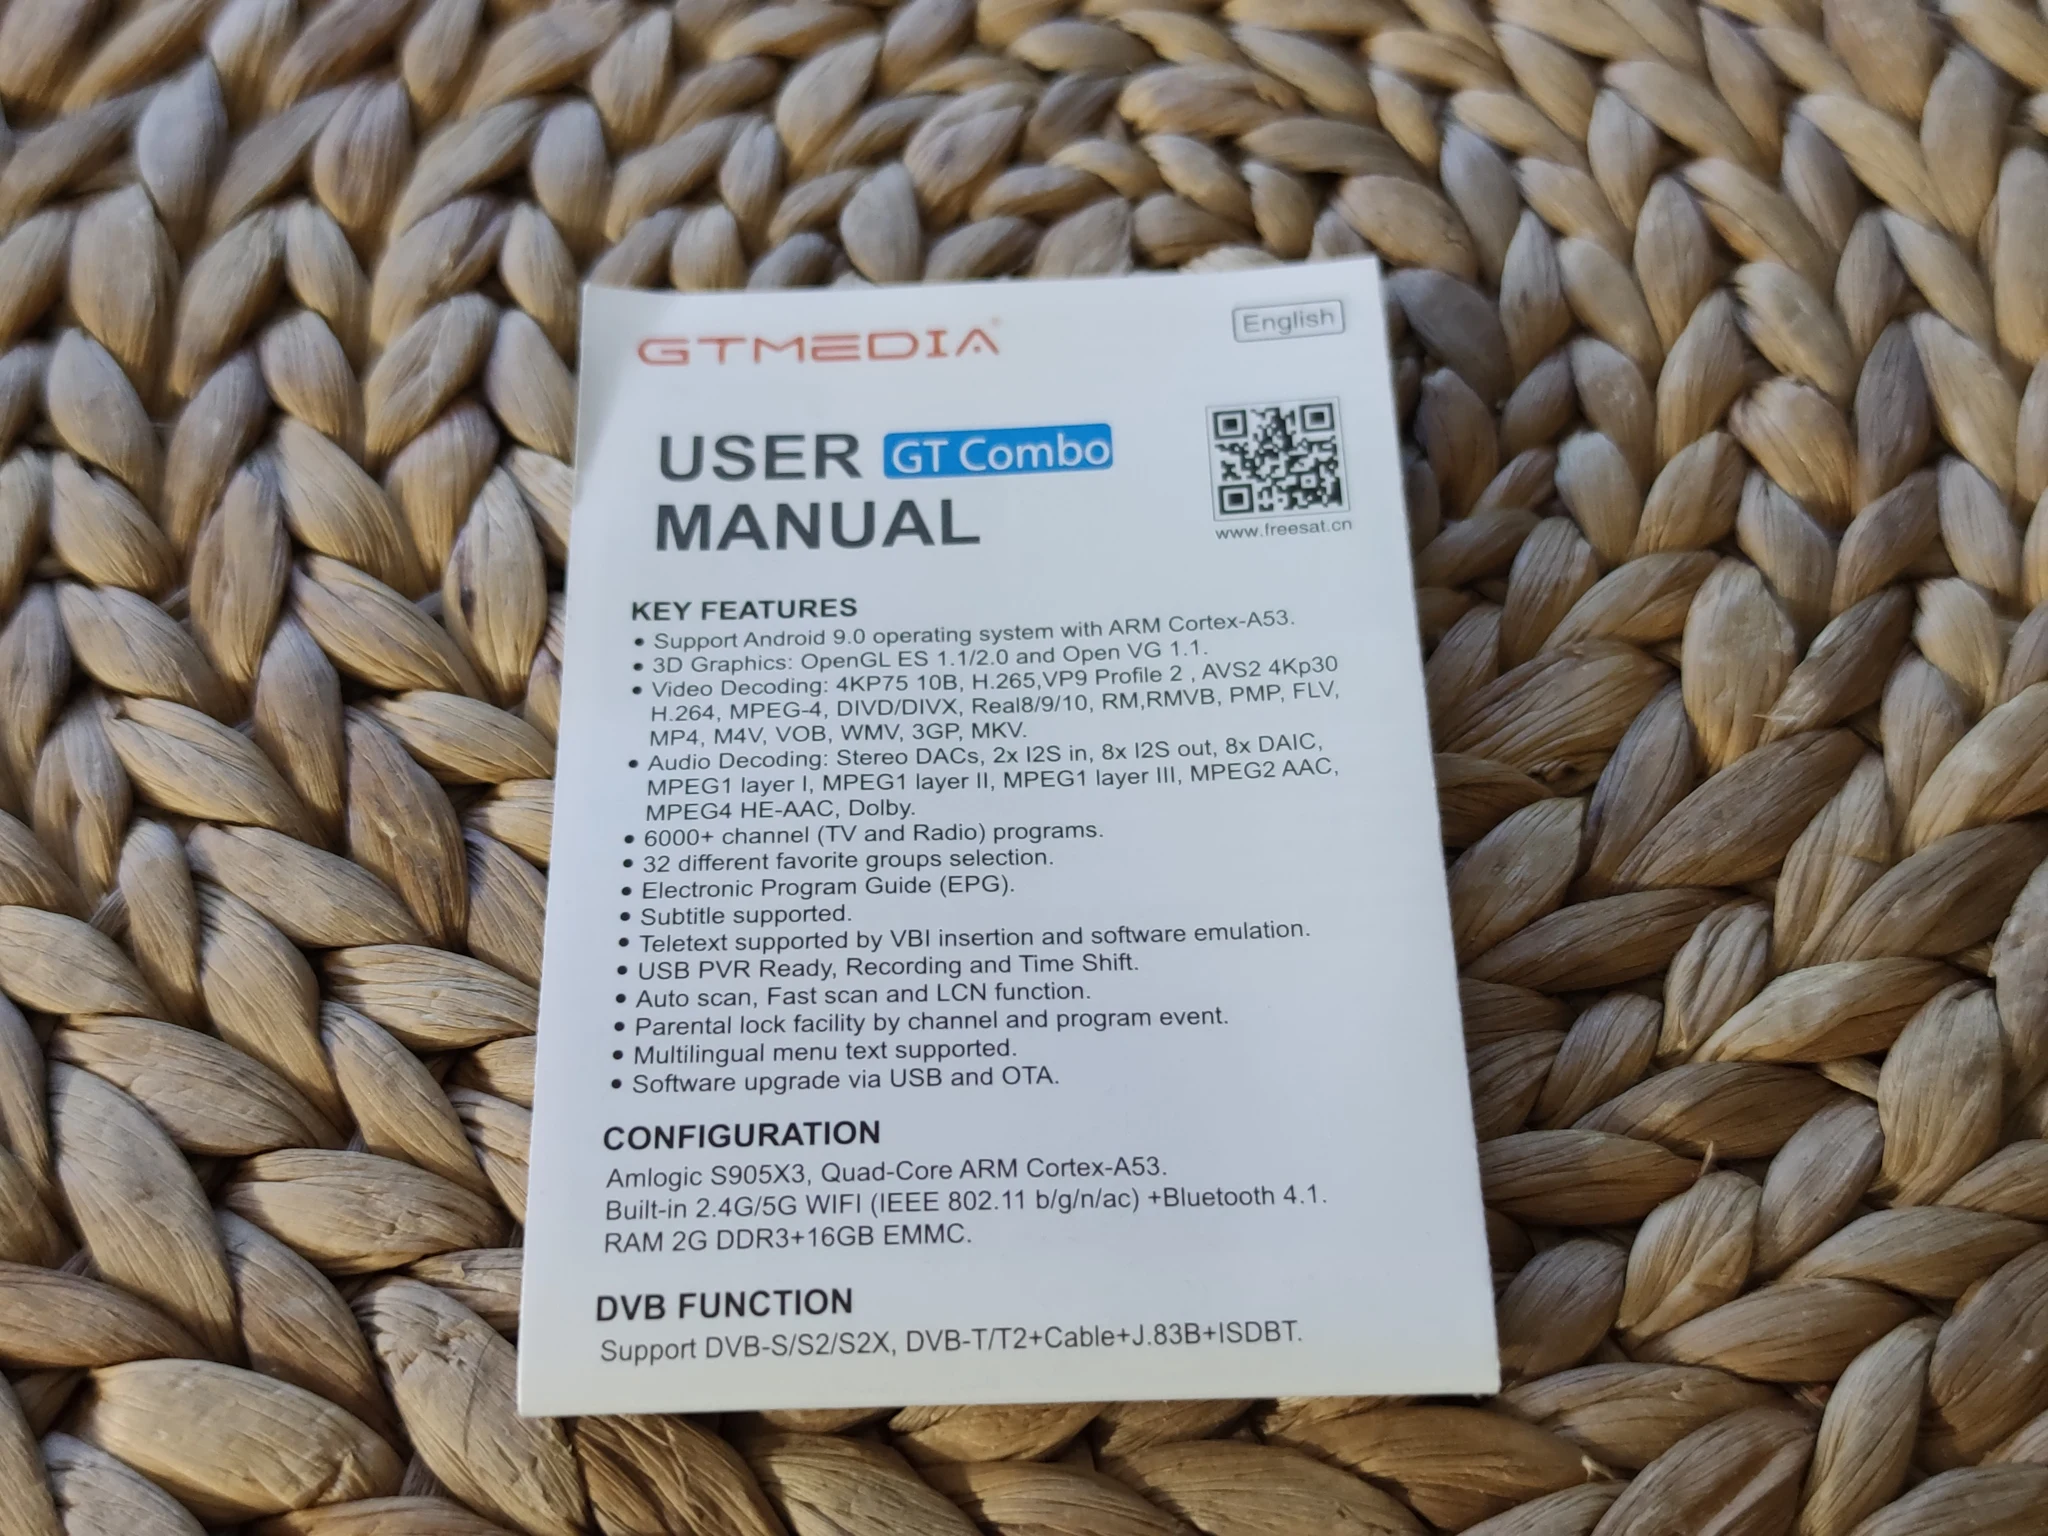 GTMEDIA®
English
USER GT Combo
MANUAL
www.freesat.cn
KEY FEATURES
• Support Android 9.0 operating system with ARM Cortex-A53.
• 3D Graphics: OpenGL ES 1.1/2.0 and Open VG 1.1.
• Video Decoding: 4KP75 10B, H.265,VP9 Profile 2 , AVS2 4Kp30
H.264, MPEG-4, DIVD/DIVX, Real8/9/10, RM,RMVB, PMP, FLV,
MP4, M4V, VOB, WMV, 3GP, MKV.
• Audio Decoding: Stereo DACs, 2x I2S in, 8x I2S out, 8x DAIC,
MPEG1 layer I, MPEG1 layer II, MPEG1 layer III, MPEG2 AAC,
MPEG4 HE-AAC, Dolby.
• 6000+ channel (TV and Radio) programs.
• 32 different favorite groups selection.
• Electronic Program Guide (EPG).
• Subtitle supported.
• Teletext supported by VBI insertion and software emulation.
• USB PVR Ready, Recording and Time Shift.
• Auto scan, Fast scan and LCN function.
• Parental lock facility by channel and program event.
• Multilingual menu text supported.
• Software upgrade via USB and OTA.
CONFIGURATION
Amlogic S905X3, Quad-Core ARM Cortex-A53.
Built-in 2.4G/5G WIFI (IEEE 802.11 b/g/n/ac) +Bluetooth 4.1.
RAM 2G DDR3+16GB EMMC.
DVB FUNCTION
Support DVB-S/S2/S2X, DVB-T/T2+Cable+J.83B+ISDBT.